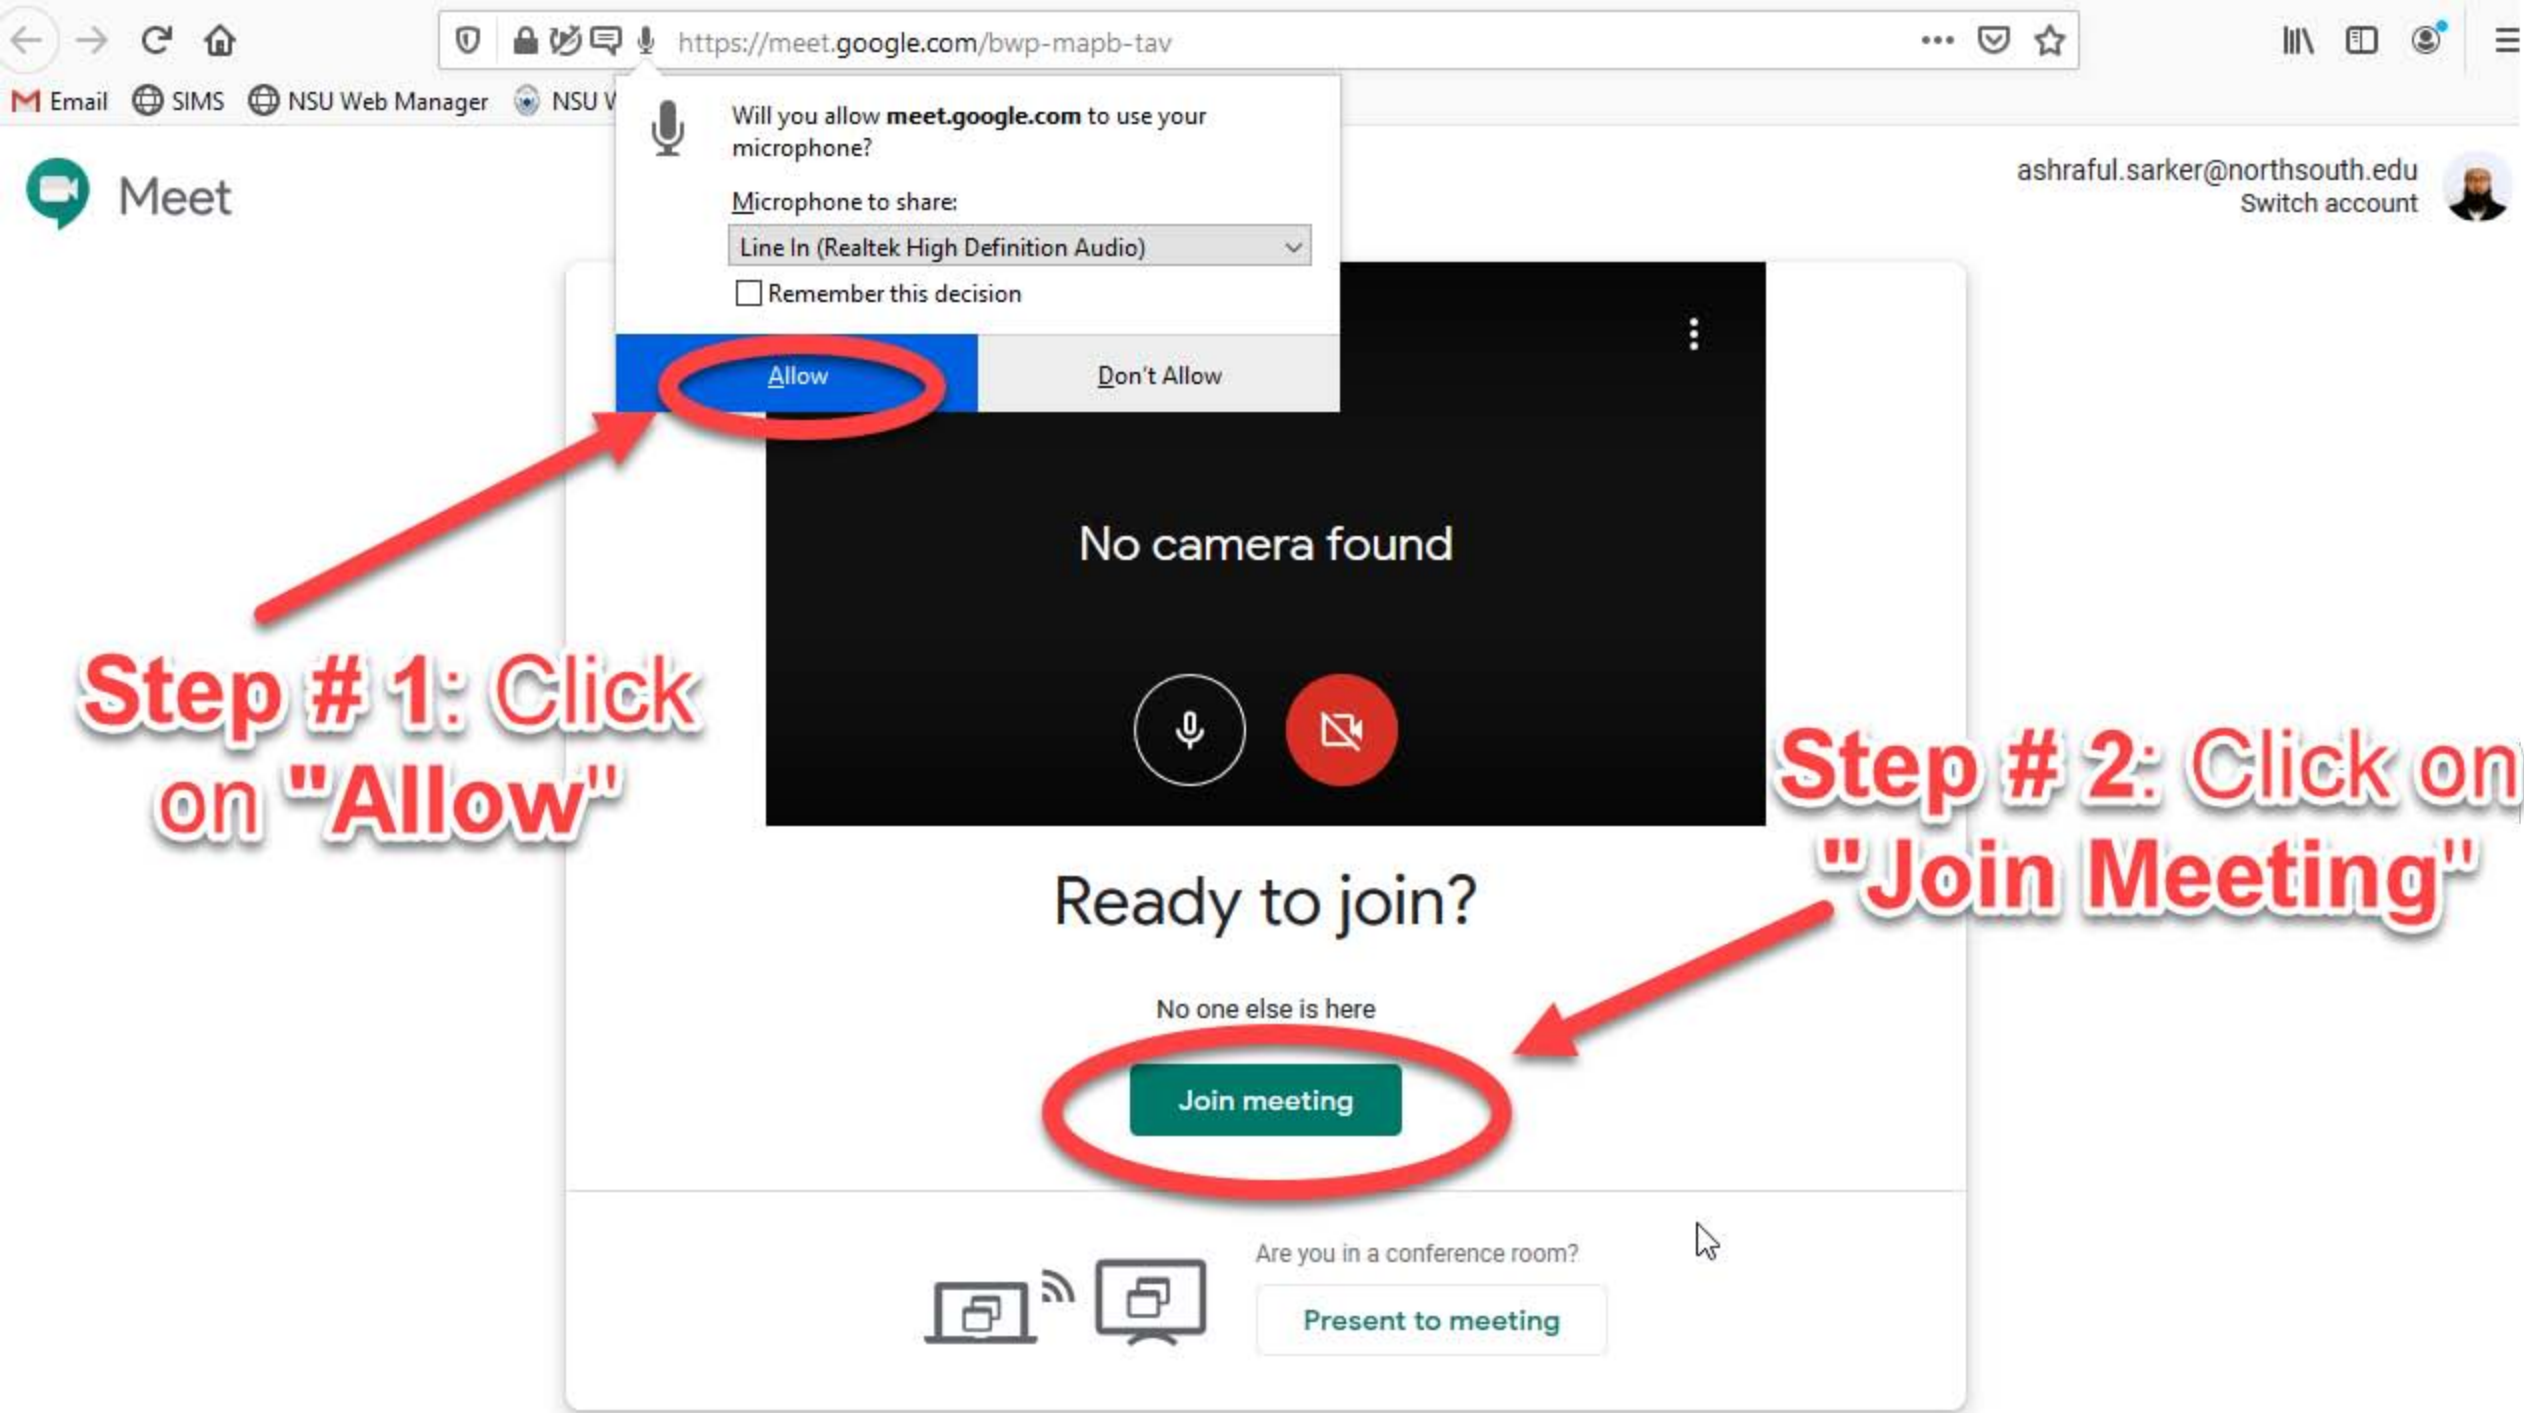 https://meet.google.com/bwp-mapb-tav
Email SIMS NSU Web Manager NSU
Will you allow meet.google.com to use your
microphone?
Microphone to share:
Line In (Realtek High Definition Audio)
Remember this decision
Allow Don't Allow
Meet
ashraful.sarker@northsouth.edu
Switch account
No camera found
Step # 1: Click
on "Allow"
Step # 2: Click on
"Join Meeting"
Ready to join?
No one else is here
Join meeting
Are you in a conference room?
Present to meeting